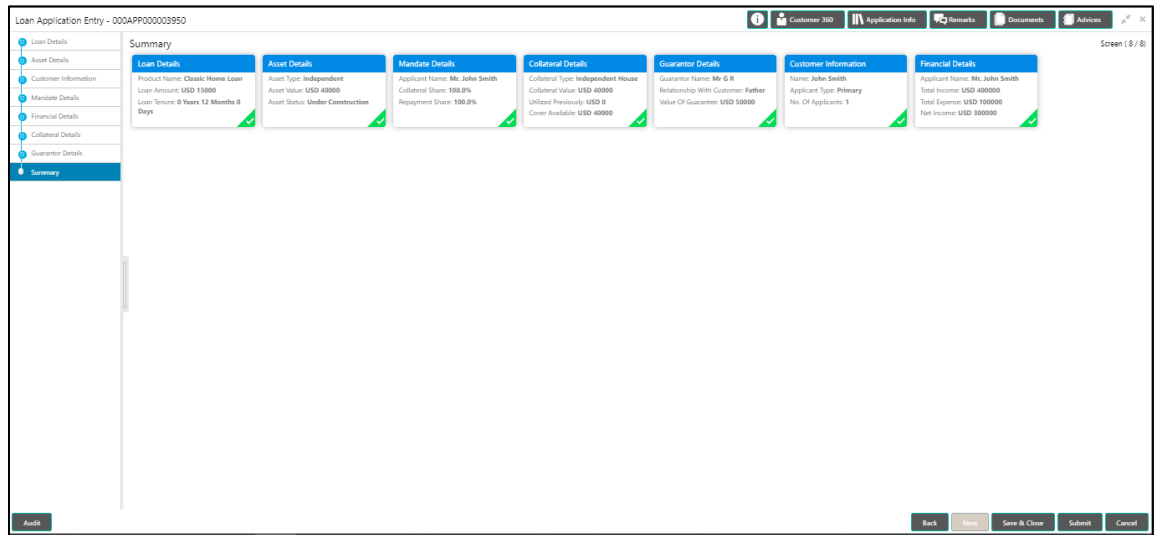 Loan Application Entry - 000APP000003950
Customer 360
Application Info
Remarks
Documents
Advices
Loan Details
Asset Details
Customer Information
Mandate Details
Financial Details
Collateral Details
Guarantor Details
Summary
Summary
Screen ( 8 / 8)
Loan Details
Product Name: Classic Home Loan
Loan Amount: USD 15000
Loan Tenure: 0 Years 12 Months 0
Days
Asset Details
Asset Type: Independent
Asset Value: USD 40000
Asset Status: Under Construction
Mandate Details
Applicant Name: Mr. John Smith
Collateral Share: 100.0%
Repayment Share: 100.0%
Collateral Details
Collateral Type: Independent House
Collateral Value: USD 40000
Utilized Previously: USD 0
Cover Available: USD 40000
Guarantor Details
Guarantor Name: Mr G R
Relationship With Customer: Father
Value Of Guarantee: USD 50000
Customer Information
Name: John Smith
Applicant Type: Primary
No. Of Applicants: 1
Financial Details
Applicant Name: Mr. John Smith
Total Income: USD 400000
Total Expense: USD 100000
Net Income: USD 300000
Audit
Back
Next
Save & Close
Submit
Cancel